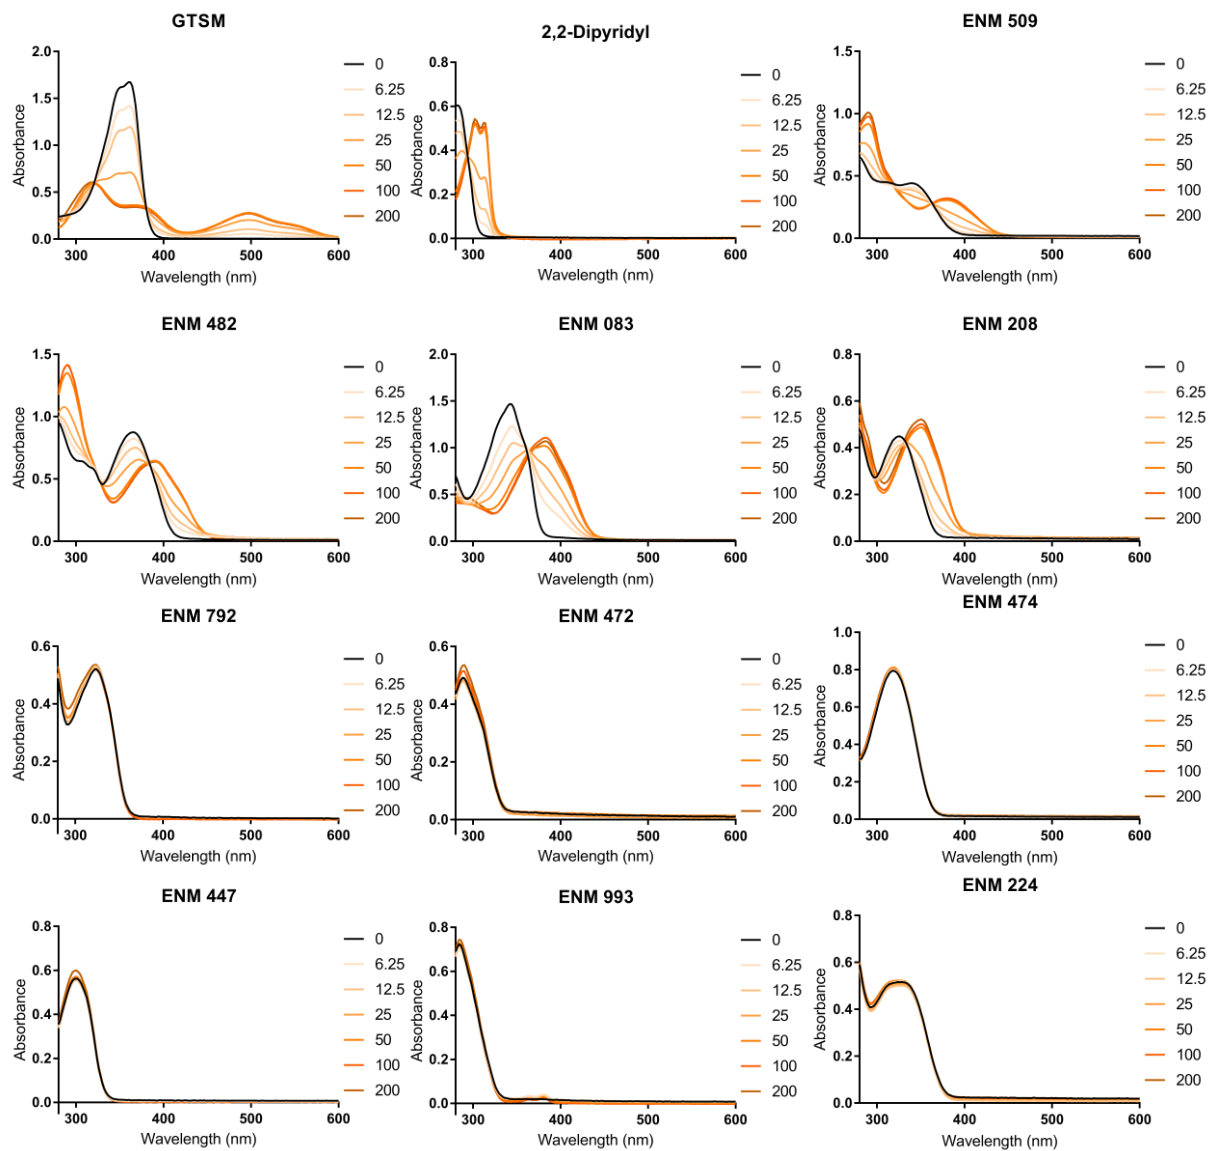 GTSM
2.0
1.5
1.0
0.5
0.0
Absorbance
300 400 500 600
Wavelength (nm)
0
6.25
12.5
25
50
100
200
2,2-Dipyridyl
0.8
0.6
0.4
0.2
0.0
Absorbance
300 400 500 600
Wavelength (nm)
0
6.25
12.5
25
50
100
200
ENM 509
1.5
1.0
0.5
0.0
Absorbance
300 400 500 600
Wavelength (nm)
0
6.25
12.5
25
50
100
200
ENM 482
1.5
1.0
0.5
0.0
Absorbance
300 400 500 600
Wavelength (nm)
0
6.25
12.5
25
50
100
200
ENM 083
2.0
1.5
1.0
0.5
0.0
Absorbance
300 400 500 600
Wavelength (nm)
0
6.25
12.5
25
50
100
200
ENM 208
0.8
0.6
0.4
0.2
0.0
Absorbance
300 400 500 600
Wavelength (nm)
0
6.25
12.5
25
50
100
200
ENM 792
0.6
0.4
0.2
0.0
Absorbance
300 400 500 600
Wavelength (nm)
0
6.25
12.5
25
50
100
200
ENM 472
0.6
0.4
0.2
0.0
Absorbance
300 400 500 600
Wavelength (nm)
0
6.25
12.5
25
50
100
200
ENM 474
1.0
0.8
0.6
0.4
0.2
0.0
Absorbance
300 400 500 600
Wavelength (nm)
0
6.25
12.5
25
50
100
200
ENM 447
0.8
0.6
0.4
0.2
0.0
Absorbance
300 400 500 600
Wavelength (nm)
0
6.25
12.5
25
50
100
200
ENM 993
0.8
0.6
0.4
0.2
0.0
Absorbance
300 400 500 600
Wavelength (nm)
0
6.25
12.5
25
50
100
200
ENM 224
0.8
0.6
0.4
0.2
0.0
Absorbance
300 400 500 600
Wavelength (nm)
0
6.25
12.5
25
50
100
200